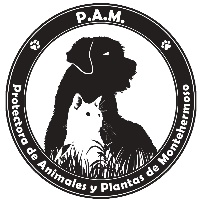 P.A.M.
Protectora de Animales y Plantas de Montehermoso